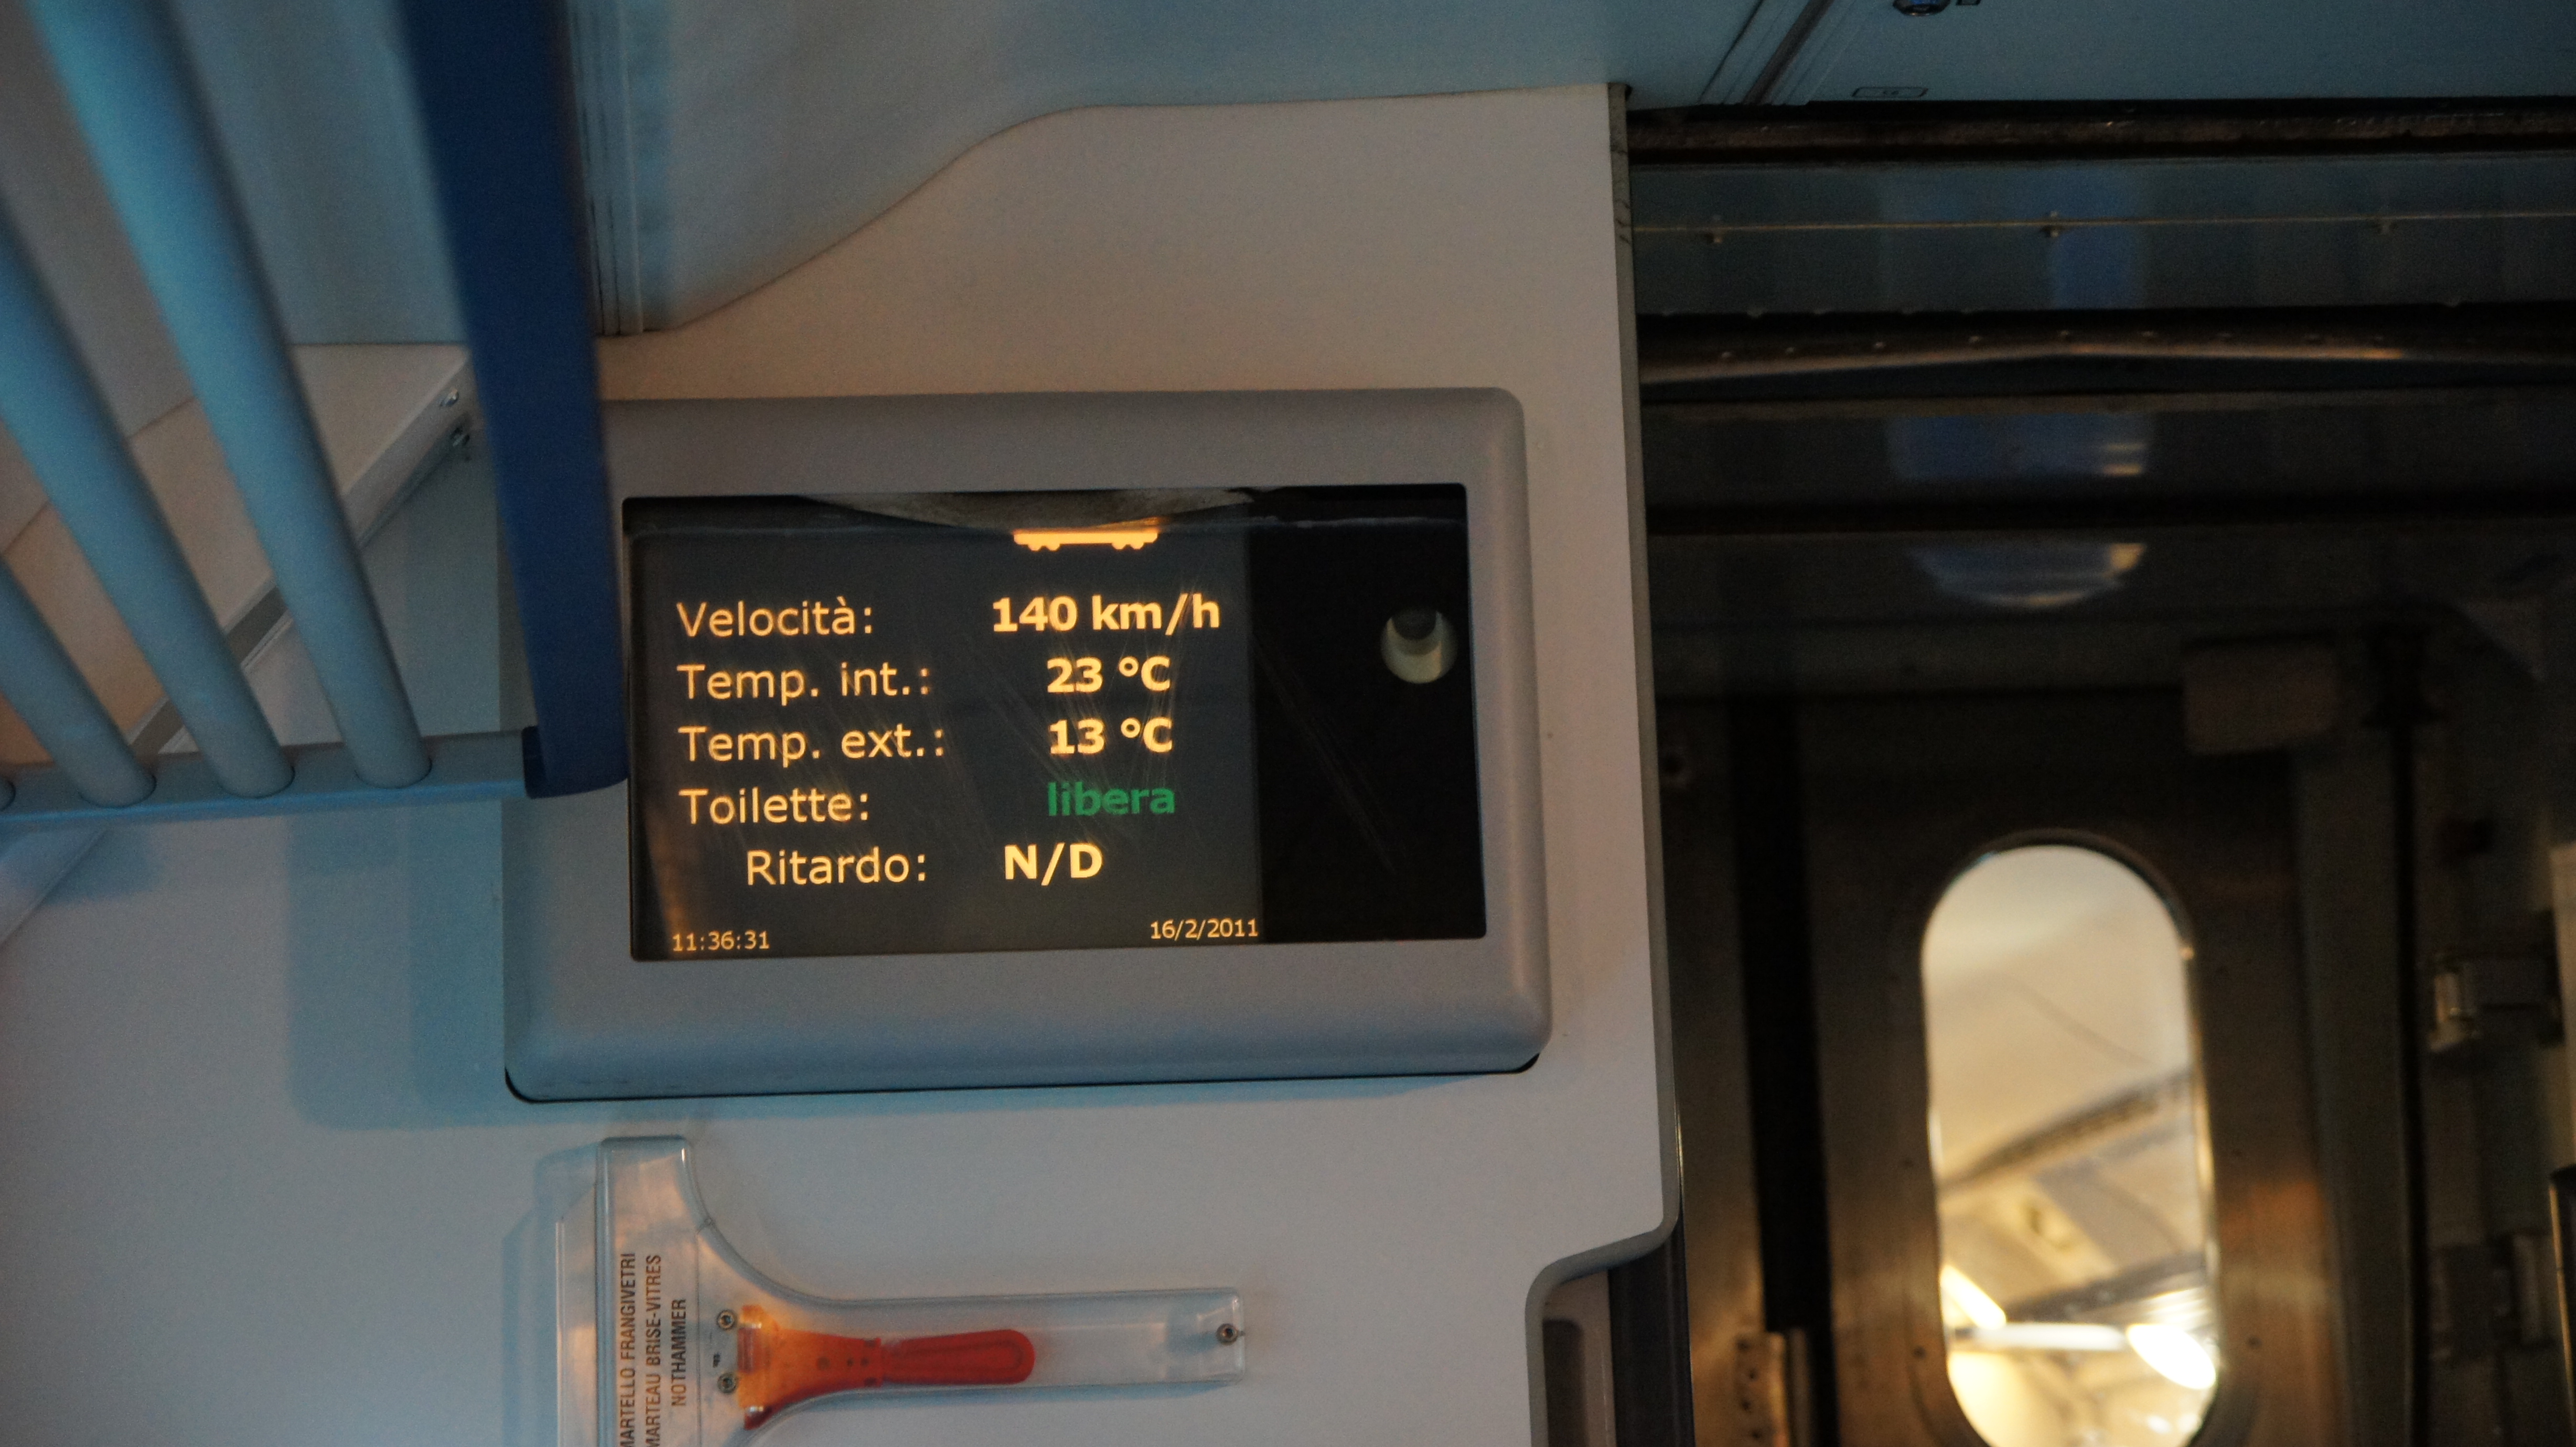 Velocità: 140 km/h
Temp. int.: 23 °C
Temp. ext.: 13 °C
Toilette: libera
Ritardo: N/D
11:36:31 16/2/2011
MARTELLO FRANGIVETRI
MARTEAU BRISE-VITRES
NOTHAMMER